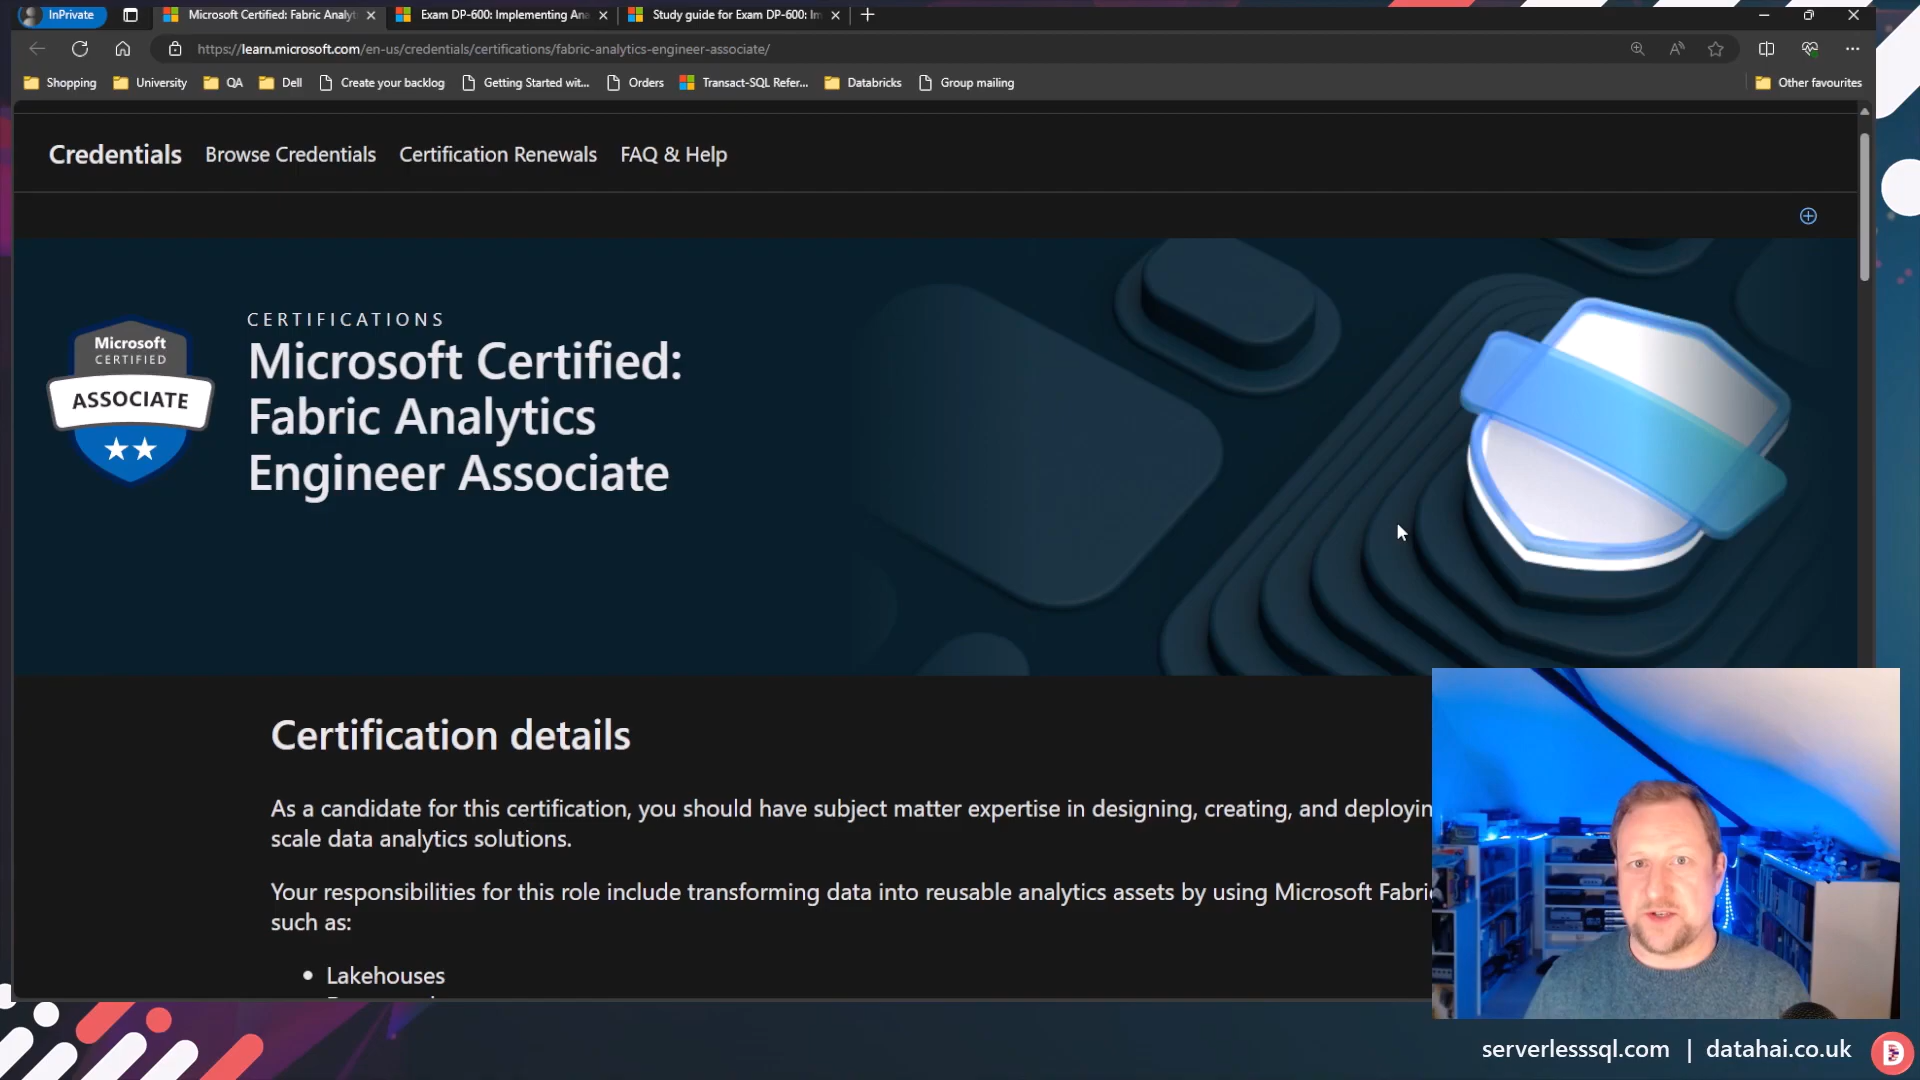 InPrivate
Microsoft Certified: Fabric Analyt
Exam DP-600: Implementing Ana
Study guide for Exam DP-600: Im
https://learn.microsoft.com/en-us/credentials/certifications/fabric-analytics-engineer-associate/
Shopping
University
QA
Dell
Create your backlog
Getting Started wit...
Orders
Transact-SQL Refer...
Databricks
Group mailing
Other favourites
Credentials
Browse Credentials
Certification Renewals
FAQ & Help
Microsoft
CERTIFIED
ASSOCIATE
CERTIFICATIONS
Microsoft Certified:
Fabric Analytics
Engineer Associate
Certification details
As a candidate for this certification, you should have subject matter expertise in designing, creating, and deployin
scale data analytics solutions.
Your responsibilities for this role include transforming data into reusable analytics assets by using Microsoft Fabric
such as:
• Lakehouses
serverlesssql.com | datahai.co.uk
D